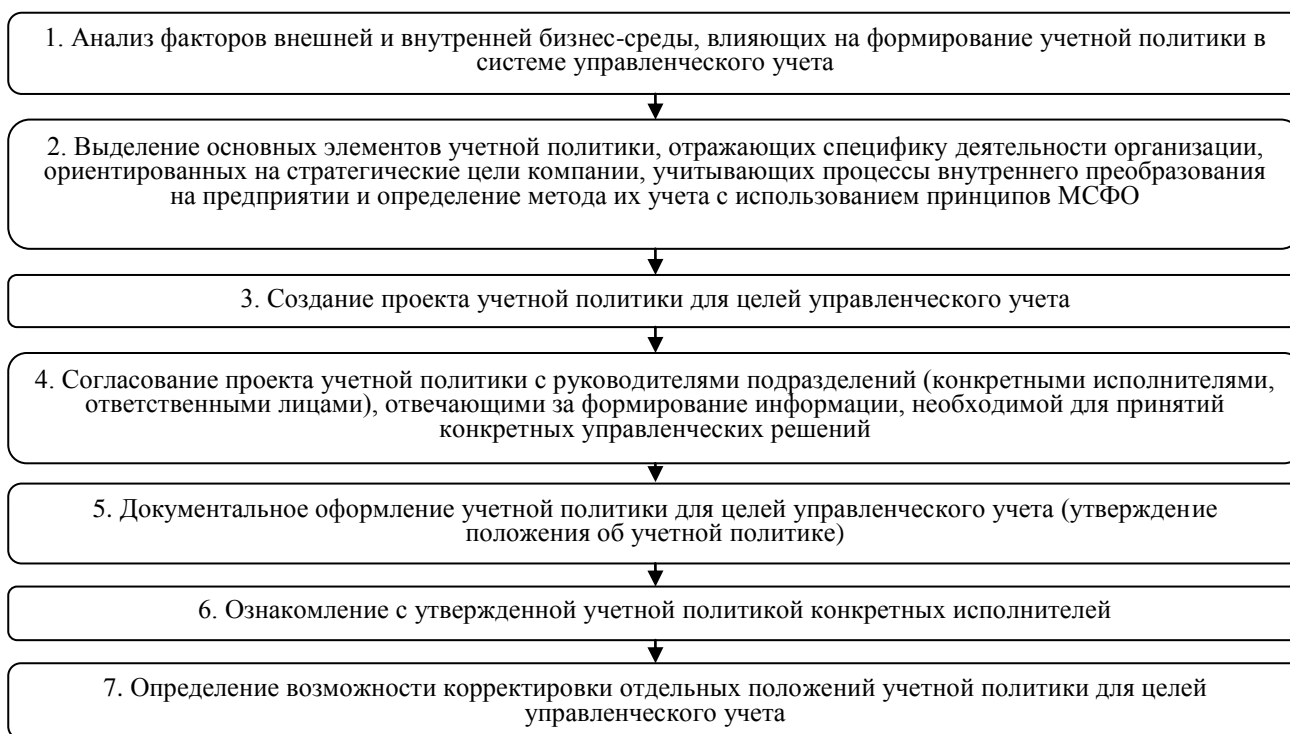 1. Анализ факторов внешней и внутренней бизнес-среды, влияющих на формирование учетной политики в
системе управленческого учета
2. Выделение основных элементов учетной политики, отражающих специфику деятельности организации,
ориентированных на стратегические цели компании, учитывающих процессы внутреннего преобразования
на предприятии и определение метода их учета с использованием принципов МСФО
3. Создание проекта учетной политики для целей управленческого учета
4. Согласование проекта учетной политики с руководителями подразделений (конкретными исполнителями,
ответственными лицами), отвечающими за формирование информации, необходимой для принятий
конкретных управленческих решений
5. Документальное оформление учетной политики для целей управленческого учета (утверждение
положения об учетной политике)
6. Ознакомление с утвержденной учетной политикой конкретных исполнителей
7. Определение возможности корректировки отдельных положений учетной политики для целей
управленческого учета